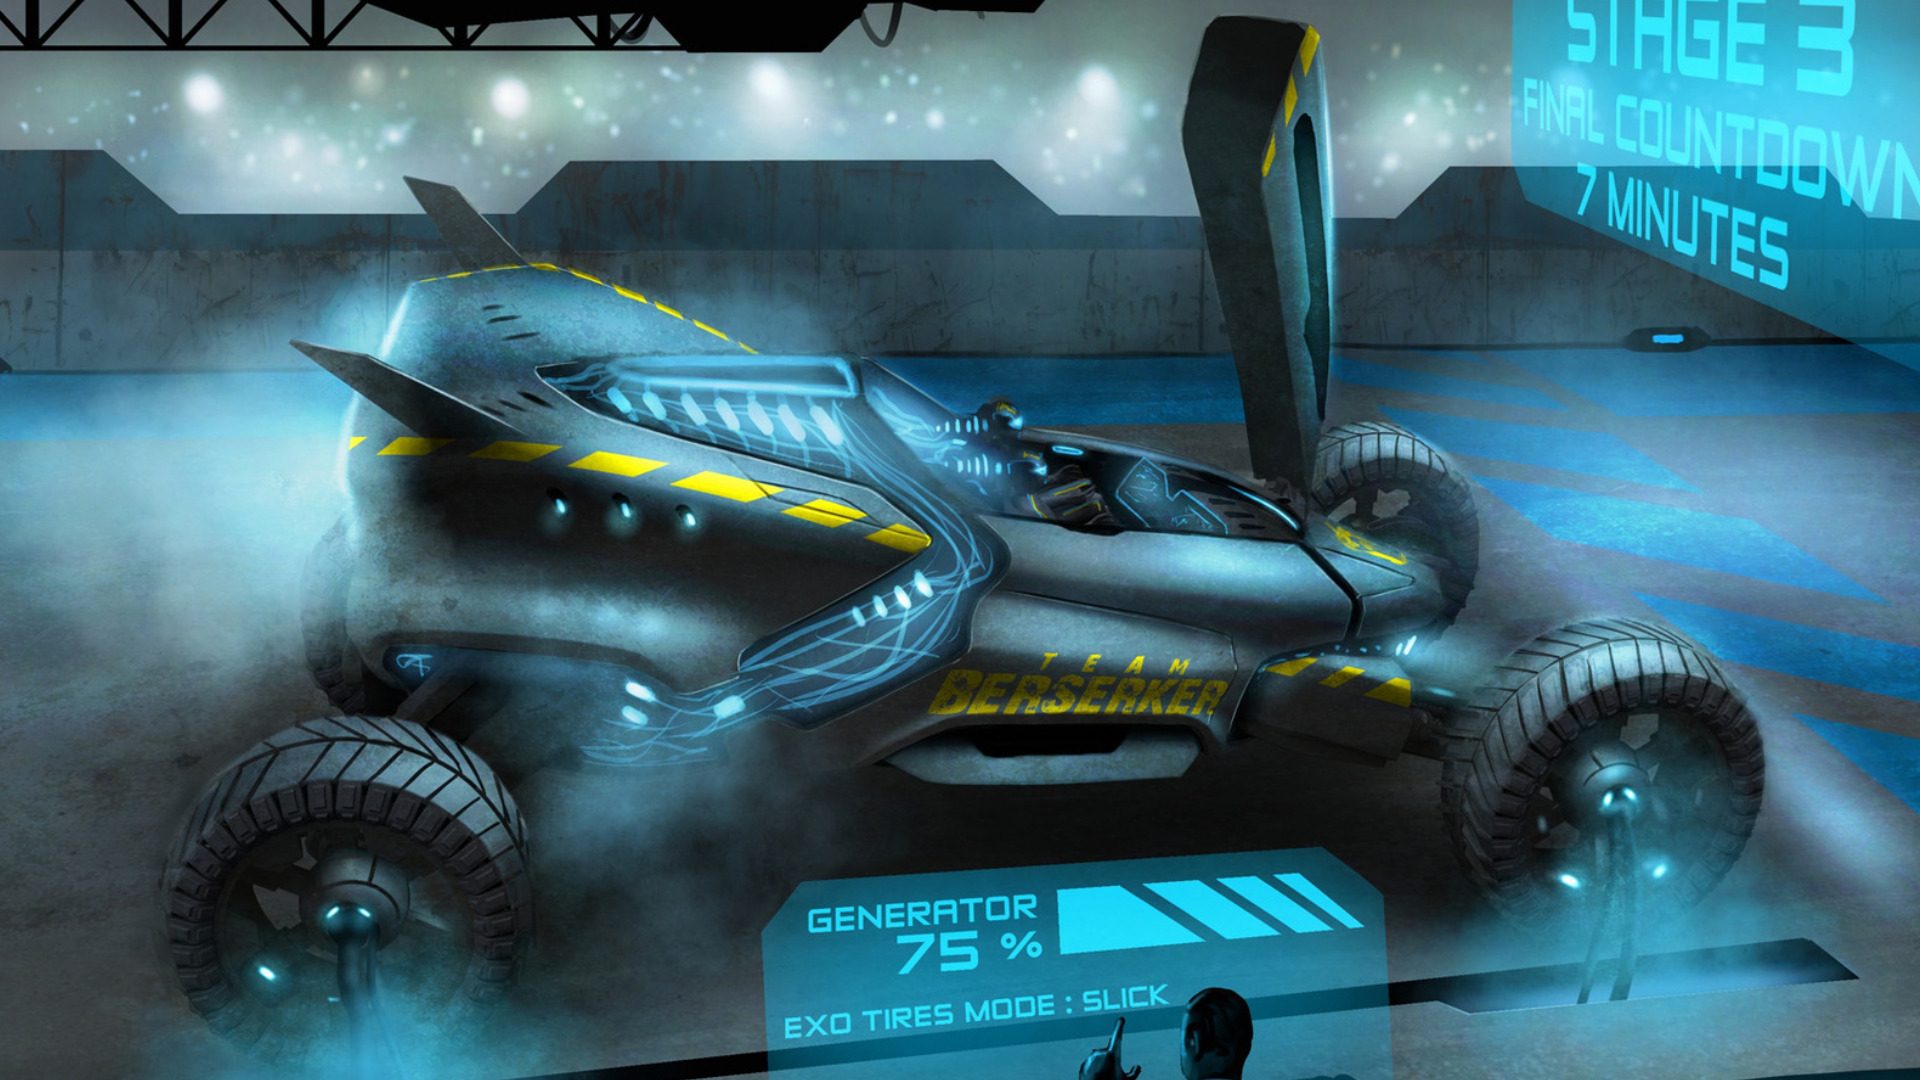 STAGE 3
FINAL COUNTDOWN
7 MINUTES
TEAM
BERSERKER
GENERATOR
75 %
EXO TIRES MODE : SLICK